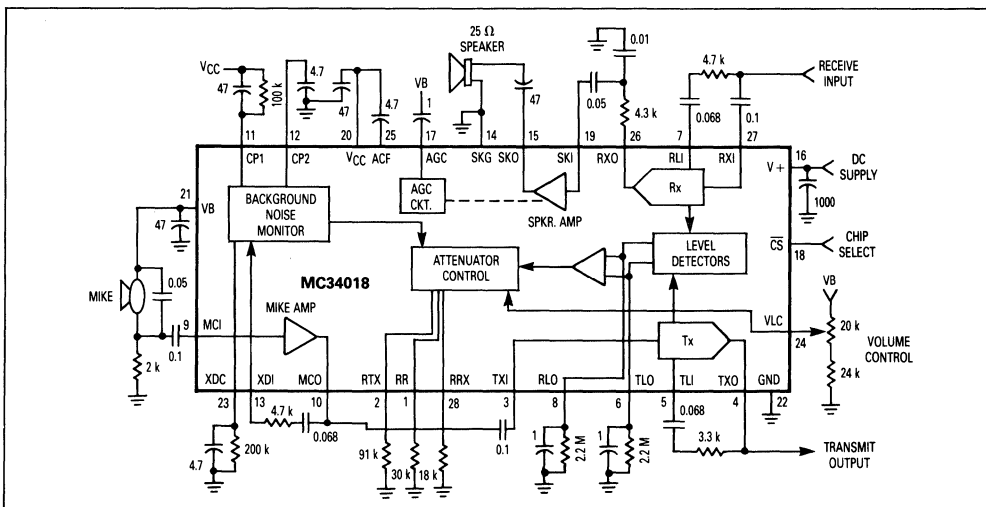 25 Ω
SPEAKER
0.01
4.7 k
RECEIVE
INPUT
VCC
47
100 k
4.7
47
4.7
VB
1
47
0.05
4.3 k
0.068
0.1
11
12
20
25
17
14
15
19
26
7
27
CP1
CP2
VCC
ACF
AGC
SKG
SKO
SKI
RXO
RLI
RXI
V+
16
DC
SUPPLY
1000
21
VB
47
BACKGROUND
NOISE
MONITOR
AGC
CKT.
SPKR. AMP
Rx
CS
18
CHIP
SELECT
MC34018
ATTENUATOR
CONTROL
LEVEL
DETECTORS
MIKE
0.05
9
MCI
0.1
2 k
MIKE AMP
Tx
VLC
24
VB
20 k
VOLUME
CONTROL
24 k
XDC
XDI
MCO
RTX
RR
RRX
TXI
RLO
TLO
TLI
TXO
GND
23
13
10
2
1
28
3
8
6
5
4
22
4.7 k
0.068
0.1
0.068
4.7
200 k
91 k
30 k
18 k
1
2.2 M
1
2.2 M
3.3 k
TRANSMIT
OUTPUT